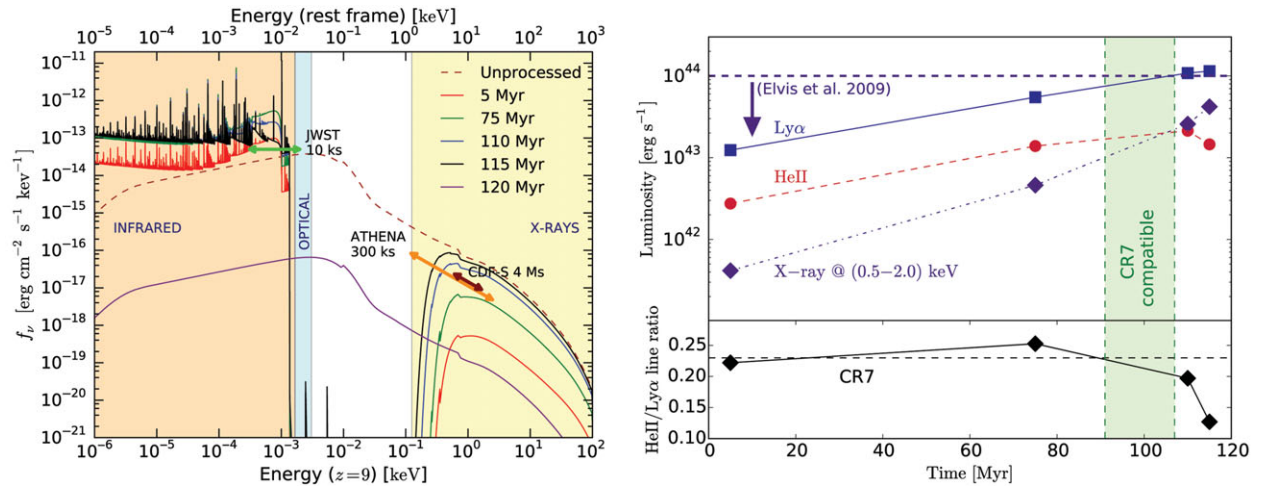 Energy (rest frame) [keV]
10⁻⁵ 10⁻⁴ 10⁻³ 10⁻² 10⁻¹ 10⁰ 10¹ 10² 10³
10⁻¹¹
10⁻¹²
10⁻¹³
10⁻¹⁴
10⁻¹⁵
10⁻¹⁶
10⁻¹⁷
10⁻¹⁸
10⁻¹⁹
10⁻²⁰
10⁻²¹
f_ν [erg cm⁻² s⁻¹ keV⁻¹]
Unprocessed
5 Myr
75 Myr
110 Myr
115 Myr
120 Myr
JWST
10 ks
INFRARED
OPTICAL
X-RAYS
ATHENA
300 ks
CDF-S 4 Ms
10⁻⁶ 10⁻⁵ 10⁻⁴ 10⁻³ 10⁻² 10⁻¹ 10⁰ 10¹ 10²
Energy (z=9) [keV]
Luminosity [erg s⁻¹]
10⁴⁴
10⁴³
10⁴²
(Elvis et al. 2009)
Lyα
HeII
X−ray @ (0.5−2.0) keV
CR7
compatible
HeII/Lyα line ratio
0.25
0.20
0.15
0.10
CR7
0 20 40 60 80 100 120
Time [Myr]